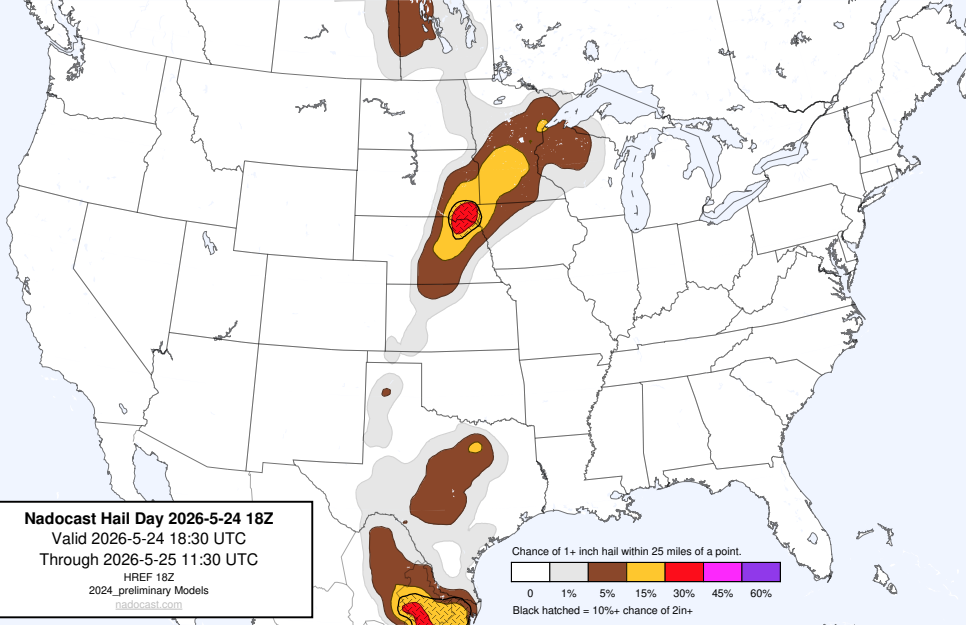 Nadocast Hail Day 2026-5-24 18Z
Valid 2026-5-24 18:30 UTC
Through 2026-5-25 11:30 UTC
HREF 18Z
2024_preliminary Models
nadocast.com
Chance of 1+ inch hail within 25 miles of a point.
0 1% 5% 15% 30% 45% 60%
Black hatched = 10%+ chance of 2in+